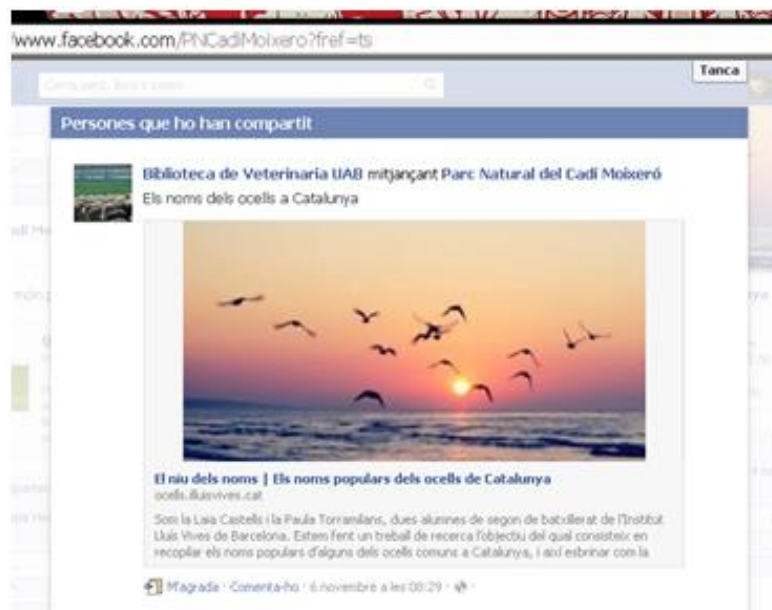 www.facebook.com/PNCadiMoixero?fref=ts
Tanca
Persones que ho han compartit
Biblioteca de Veterinaria UAB mitjançant Parc Natural del Cadí Moixeró
Els noms dels ocells a Catalunya
El niu dels noms | Els noms populars dels ocells de Catalunya
ocells.lluisvives.cat
Som la Laia Castells i la Paula Torramilans, dues alumnes de segon de batxillerat de l'Institut
Lluís Vives de Barcelona. Estem fent un treball de recerca l'objectiu del qual consisteix en
recopilar els noms populars d'alguns dels ocells comuns a Catalunya, i així esbrinar com la
M'agrada · Comenta-ho · 6 novembre a les 08:29 ·